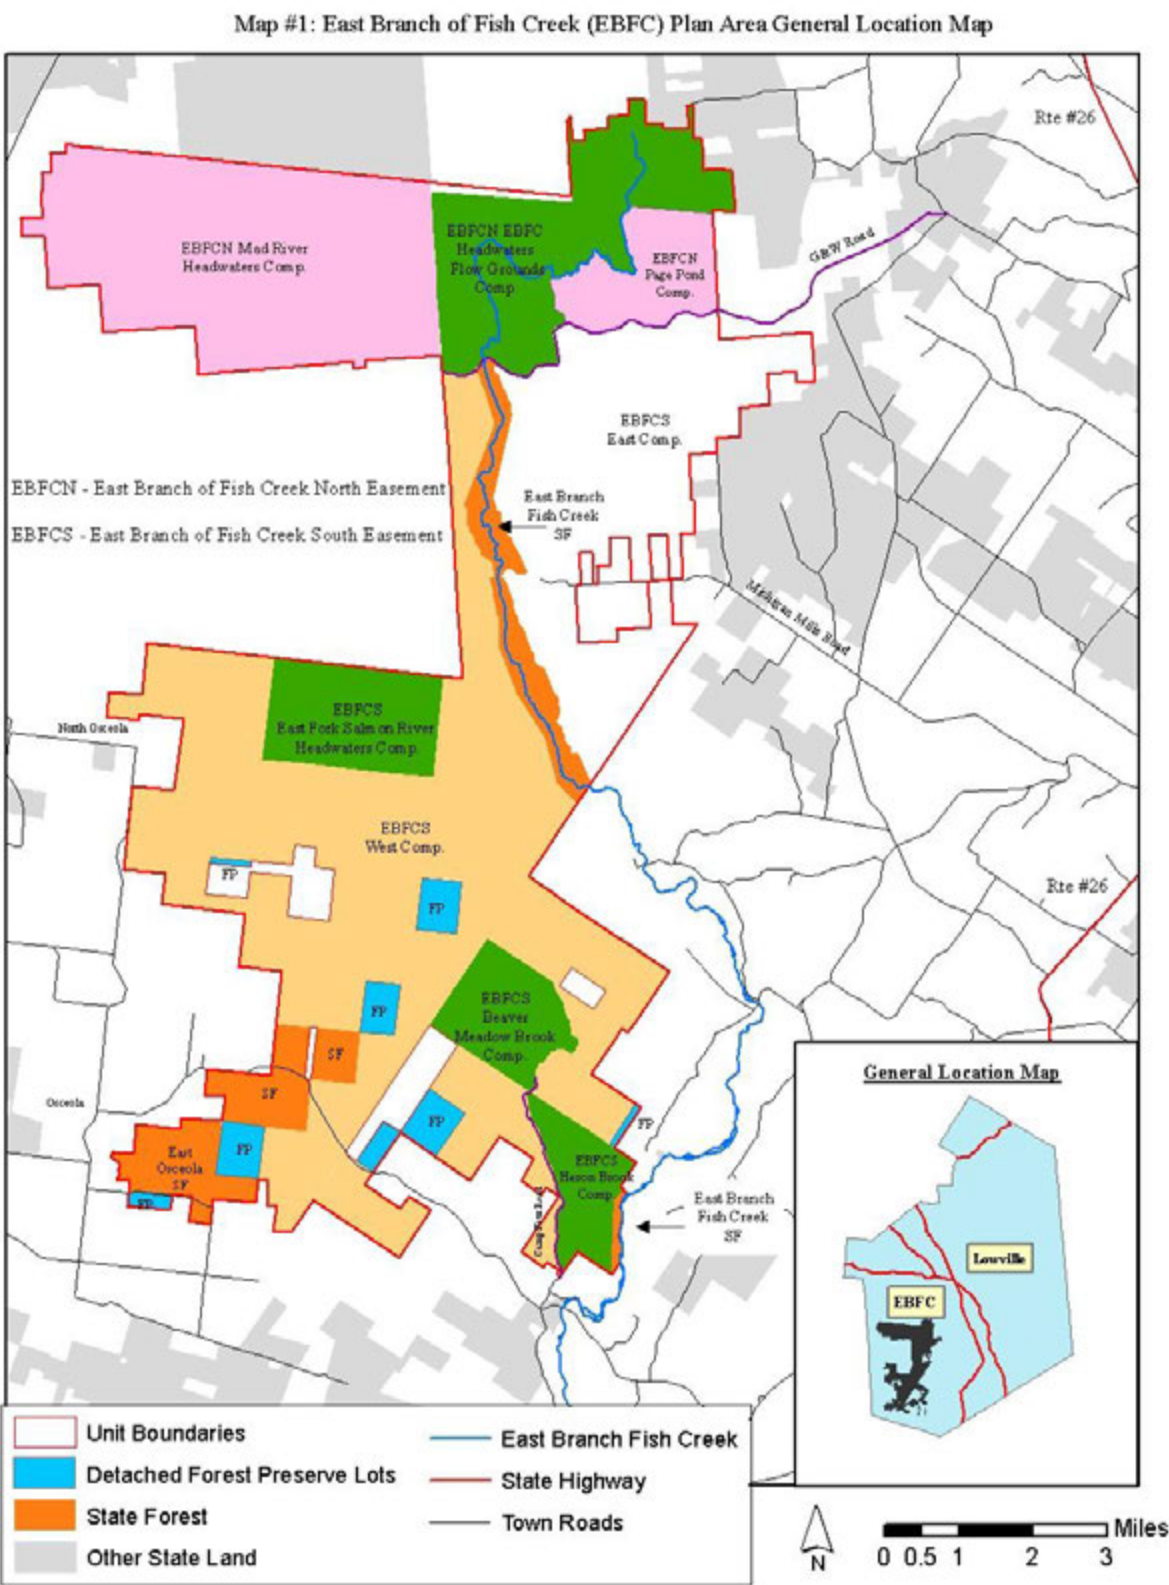 Map #1: East Branch of Fish Creek (EBFC) Plan Area General Location Map
Rte #26
EBFCN Mad River
Headwaters Comp.
EBFCN EBFC
Headwaters
Flow Grounds
Comp.
EBFCN
Page Pond
Comp.
G&W Road
EBFCS
East Comp.
EBFCN - East Branch of Fish Creek North Easement
EBFCS - East Branch of Fish Creek South Easement
East Branch
Fish Creek
SF
Michigan Mills Road
North Osceola
EBFCS
East Fork Salmon River
Headwaters Comp.
EBFCS
West Comp.
FP
FP
Rte #26
FP
EBFCS
Beaver
Meadow Brook
Comp.
SF
SF
Osceola
FP
FP
FP
East
Osceola
SF
FP
EBFCS
Heron Brook
Comp
East Branch
Fish Creek
SF
General Location Map
Lowville
EBFC
Unit Boundaries
Detached Forest Preserve Lots
State Forest
Other State Land
East Branch Fish Creek
State Highway
Town Roads
N
Miles
0 0.5 1 2 3